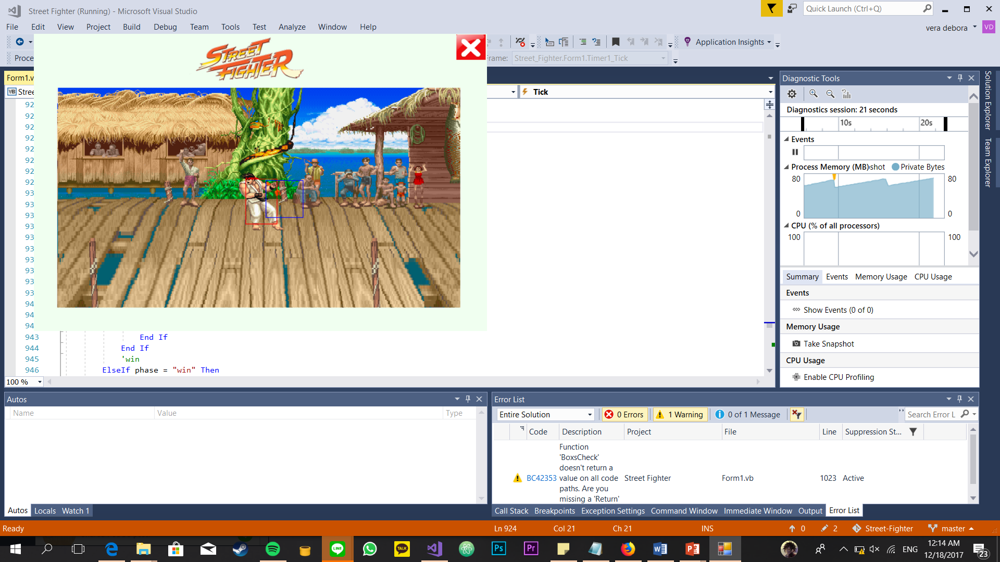 Street Fighter (Running) - Microsoft Visual Studio
Quick Launch (Ctrl+Q)
File Edit View Project Build Debug Team Tools Test Analyze Window Help
vera debora VD
Application Insights
Proce
rame: Street_Fighter.Form1.Timer1_Tick
STREET
FIGHTER
Form1.v
VB Stree
Tick
92
92
92
92
92
92
92
92
93
93
93
93
93
93
93
93
93
93
94
94
94
943 End If
944 End If
945 'win
946 ElseIf phase = "win" Then
100 %
Diagnostic Tools
Diagnostics session: 21 seconds
10s 20s
Events
Process Memory (MB) shot Private Bytes
80 80
0 0
CPU (% of all processors)
100 100
Summary Events Memory Usage CPU Usage
Events
Show Events (0 of 0)
Memory Usage
Take Snapshot
CPU Usage
Enable CPU Profiling
Solution Explorer
Team Explorer
Autos
Name Value Type
Autos Locals Watch 1
Error List
Entire Solution 0 Errors 1 Warning 0 of 1 Message Search Error L
Code Description Project File Line Suppression St...
Function
'BoxsCheck'
doesn't return a
BC42353 value on all code Street Fighter Form1.vb 1023 Active
paths. Are you
missing a 'Return'
Call Stack Breakpoints Exception Settings Command Window Immediate Window Output Error List
Ready Ln 924 Col 21 Ch 21 INS 0 2 Street-Fighter master
LINE TALK Ps Pr ENG 12:14 AM
12/18/2017 23